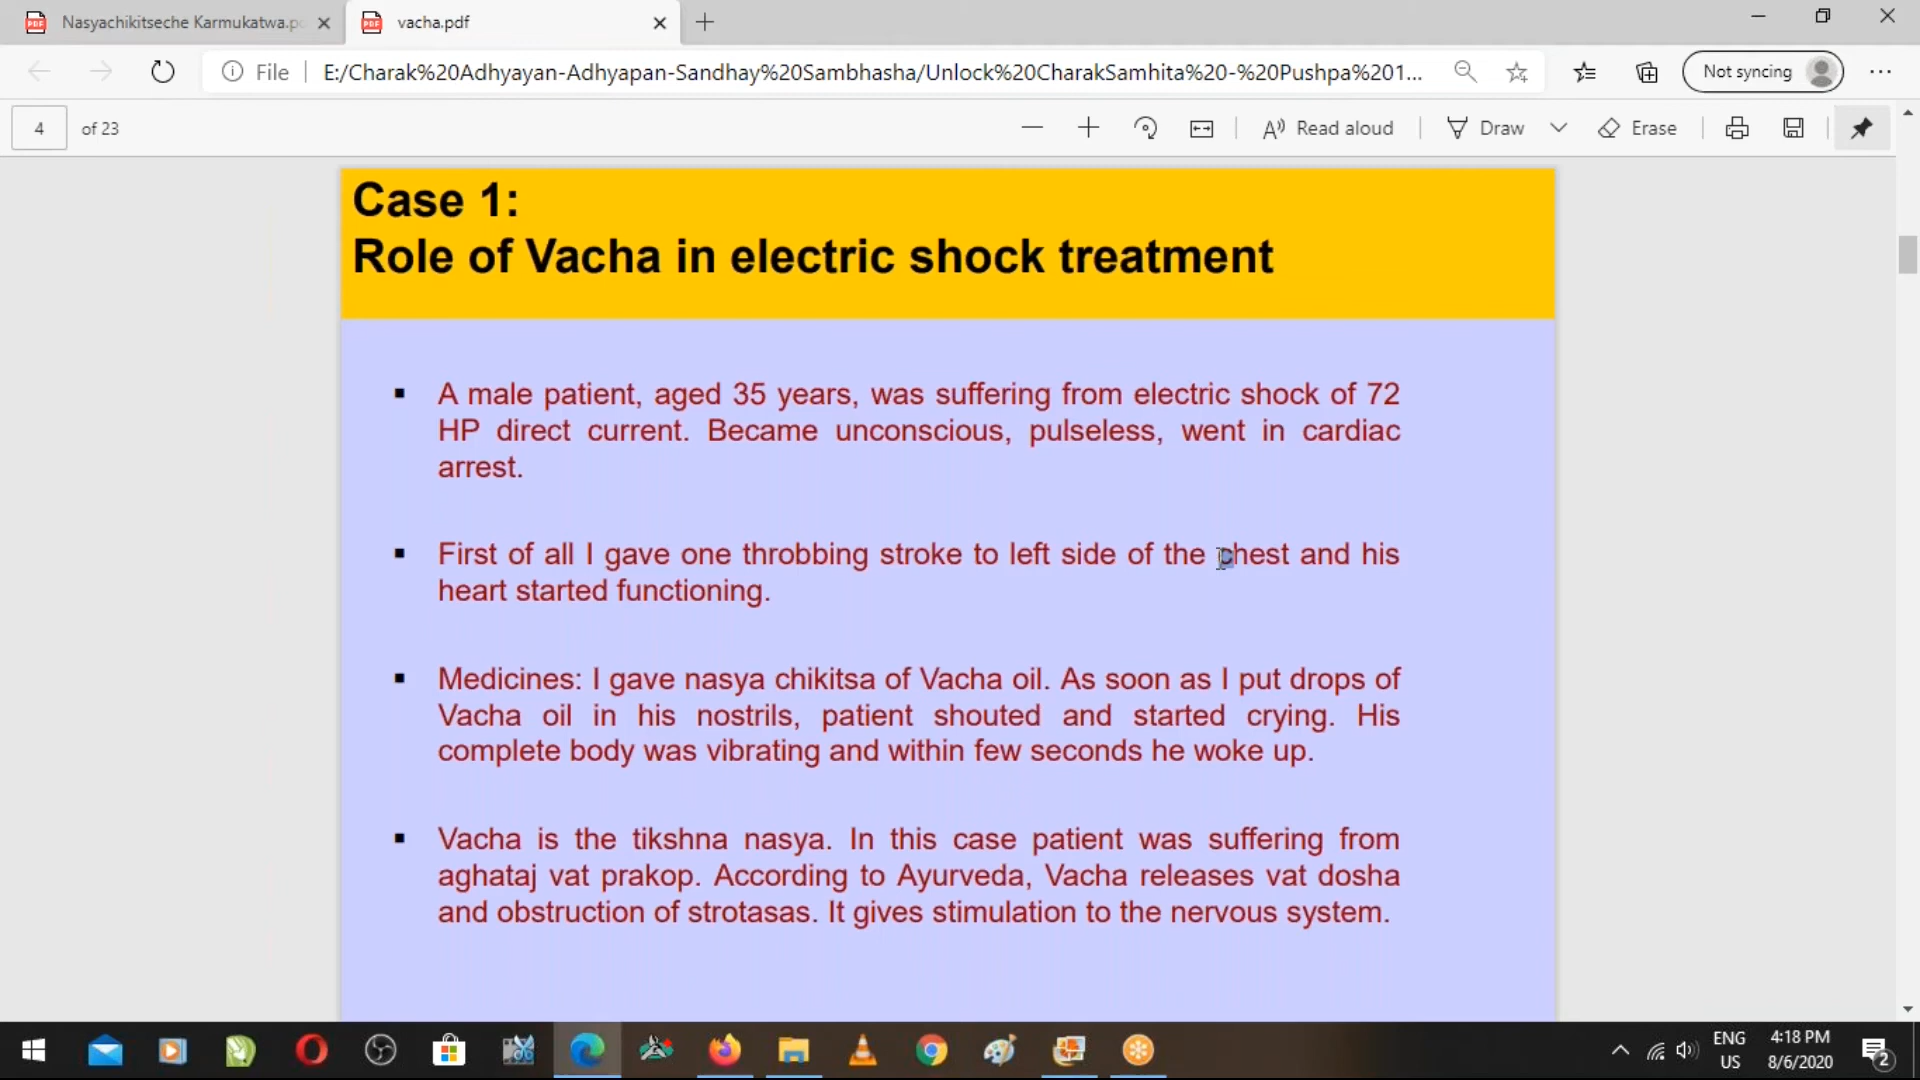 Nasyachikitseche Karmukatwa.p
vacha.pdf
File
E:/Charak%20Adhyayan-Adhyapan-Sandhay%20Sambhasha/Unlock%20CharakSamhita%20-%20Pushpa%201...
Not syncing
4 of 23
Read aloud
Draw
Erase
Case 1:
Role of Vacha in electric shock treatment
▪ A male patient, aged 35 years, was suffering from electric shock of 72
HP direct current. Became unconscious, pulseless, went in cardiac
arrest.
▪ First of all I gave one throbbing stroke to left side of the chest and his
heart started functioning.
▪ Medicines: I gave nasya chikitsa of Vacha oil. As soon as I put drops of
Vacha oil in his nostrils, patient shouted and started crying. His
complete body was vibrating and within few seconds he woke up.
▪ Vacha is the tikshna nasya. In this case patient was suffering from
aghataj vat prakop. According to Ayurveda, Vacha releases vat dosha
and obstruction of strotasas. It gives stimulation to the nervous system.
ENG
US
4:18 PM
8/6/2020
2